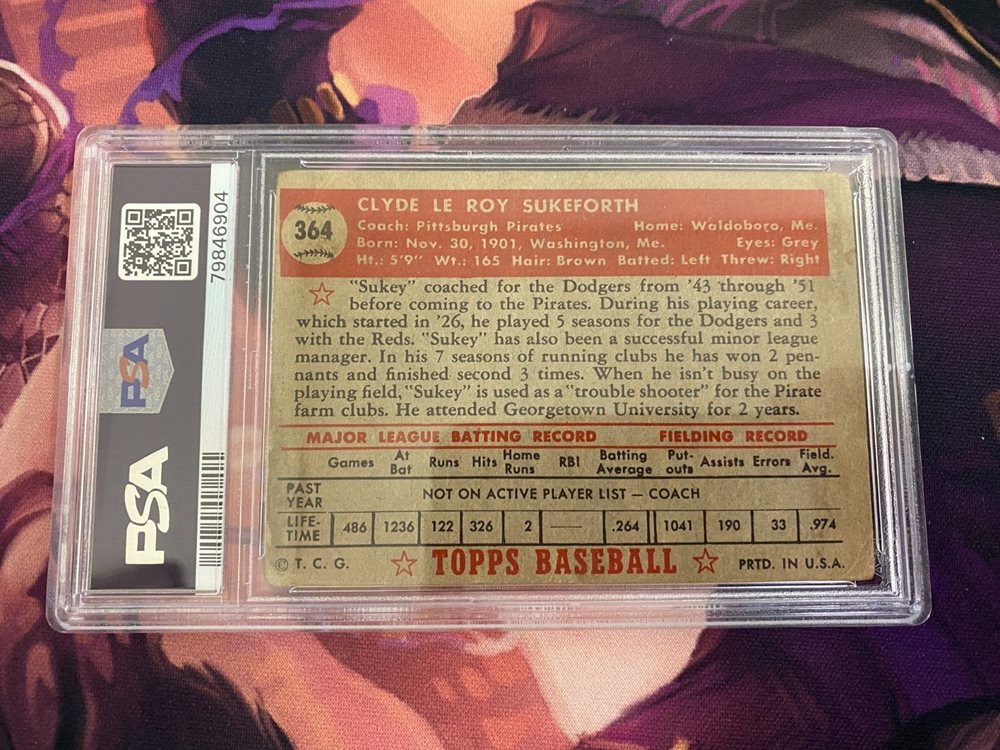 79846904
PSA
PSA
364
CLYDE LE ROY SUKEFORTH
Coach: Pittsburgh Pirates Home: Waldoboro, Me.
Born: Nov. 30, 1901, Washington, Me. Eyes: Grey
Ht.: 5'9" Wt.: 165 Hair: Brown Batted: Left Threw: Right
"Sukey" coached for the Dodgers from '43 through '51
before coming to the Pirates. During his playing career,
which started in '26, he played 5 seasons for the Dodgers and 3
with the Reds. "Sukey" has also been a successful minor league
manager. In his 7 seasons of running clubs he has won 2 pen-
nants and finished second 3 times. When he isn't busy on the
playing field, "Sukey" is used as a "trouble shooter" for the Pirate
farm clubs. He attended Georgetown University for 2 years.
MAJOR LEAGUE BATTING RECORD FIELDING RECORD
Games At Bat Runs Hits Home Runs RBI Batting Average Put-outs Assists Errors Field. Avg.
PAST YEAR NOT ON ACTIVE PLAYER LIST — COACH
LIFE-TIME 486 1236 122 326 2 — .264 1041 190 33 .974
© T. C. G. ☆ TOPPS BASEBALL ☆ PRTD. IN U.S.A.